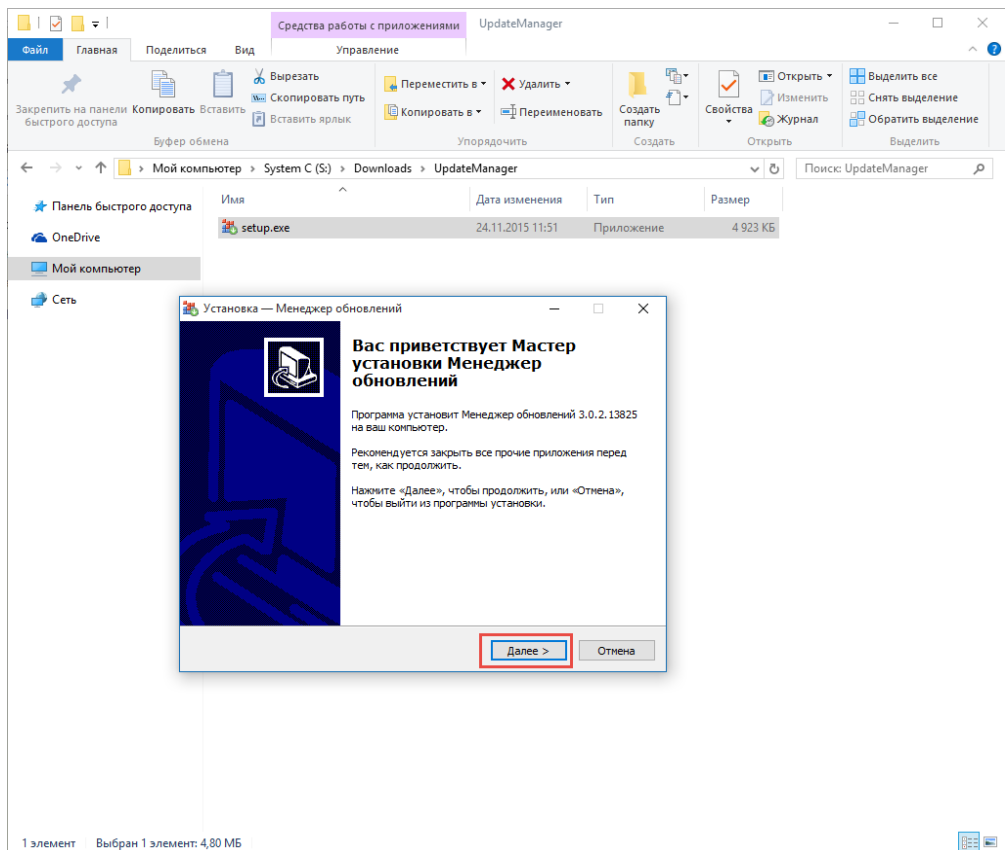 Средства работы с приложениями UpdateManager
Файл Главная Поделиться Вид Управление
Закрепить на панели быстрого доступа
Копировать
Вставить
Вырезать
Скопировать путь
Вставить ярлык
Буфер обмена
Переместить в
Копировать в
Удалить
Переименовать
Упорядочить
Создать папку
Создать
Свойства
Открыть
Изменить
Журнал
Открыть
Выделить все
Снять выделение
Обратить выделение
Выделить
Мой компьютер > System C (S:) > Downloads > UpdateManager
Поиск: UpdateManager
Панель быстрого доступа
OneDrive
Мой компьютер
Сеть
Имя Дата изменения Тип Размер
setup.exe 24.11.2015 11:51 Приложение 4 923 КБ
Установка — Менеджер обновлений
Вас приветствует Мастер
установки Менеджер
обновлений
Программа установит Менеджер обновлений 3.0.2.13825
на ваш компьютер.
Рекомендуется закрыть все прочие приложения перед
тем, как продолжить.
Нажмите «Далее», чтобы продолжить, или «Отмена»,
чтобы выйти из программы установки.
Далее > Отмена
1 элемент Выбран 1 элемент: 4,80 МБ